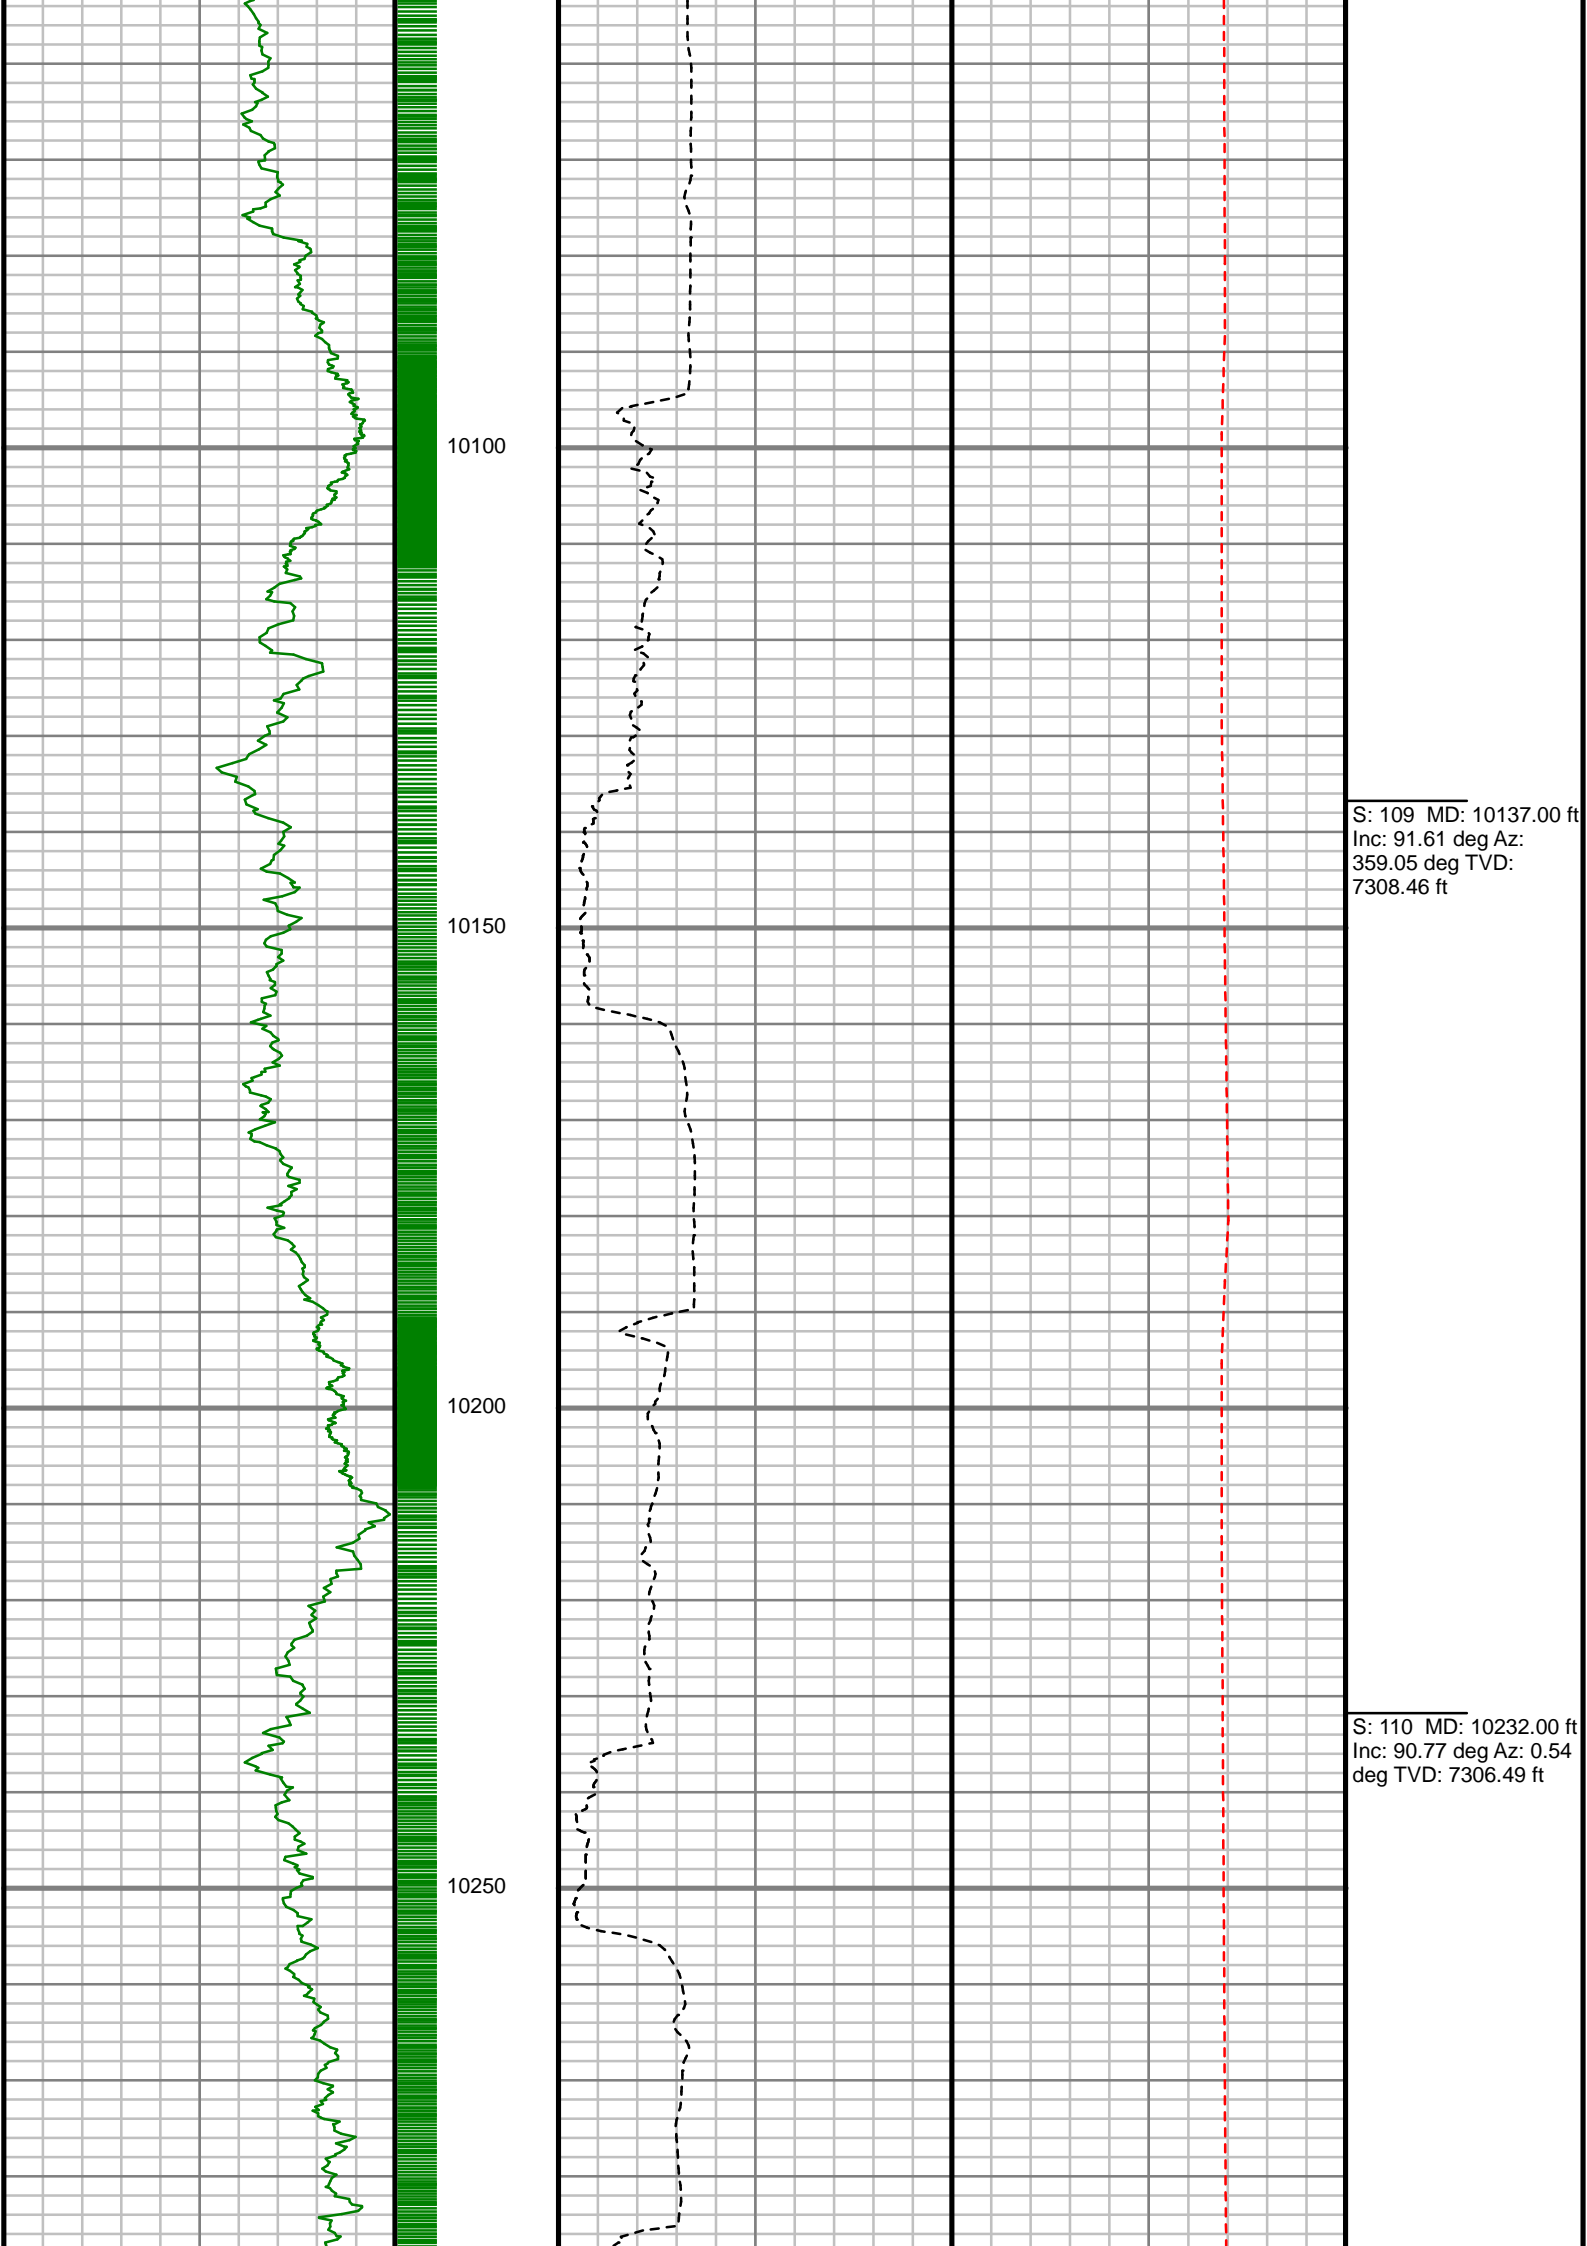 10100
S: 109 MD: 10137.00 ft
Inc: 91.61 deg Az:
359.05 deg TVD:
7308.46 ft
10150
10200
S: 110 MD: 10232.00 ft
Inc: 90.77 deg Az: 0.54
deg TVD: 7306.49 ft
10250